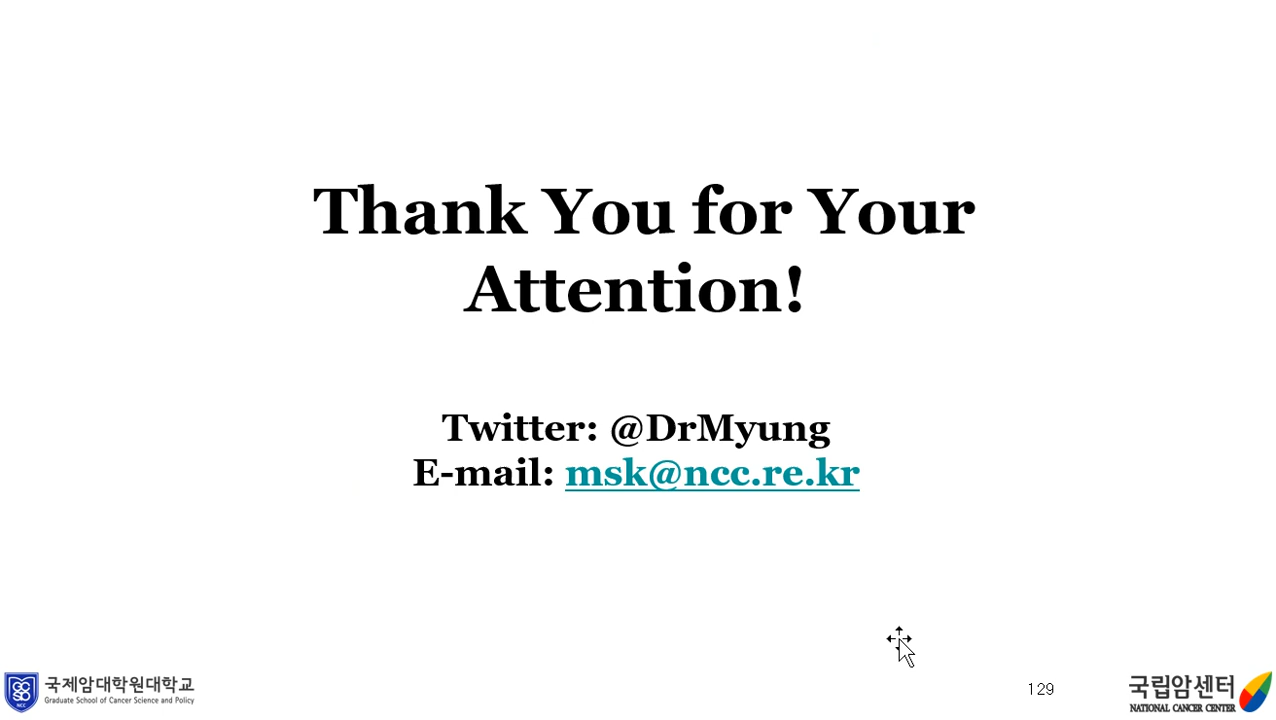 Thank You for Your
Attention!
Twitter: @DrMyung
E-mail: msk@ncc.re.kr
국제암대학원대학교
Graduate School of Cancer Science and Policy
NCC
129
국립암센터
NATIONAL CANCER CENTER